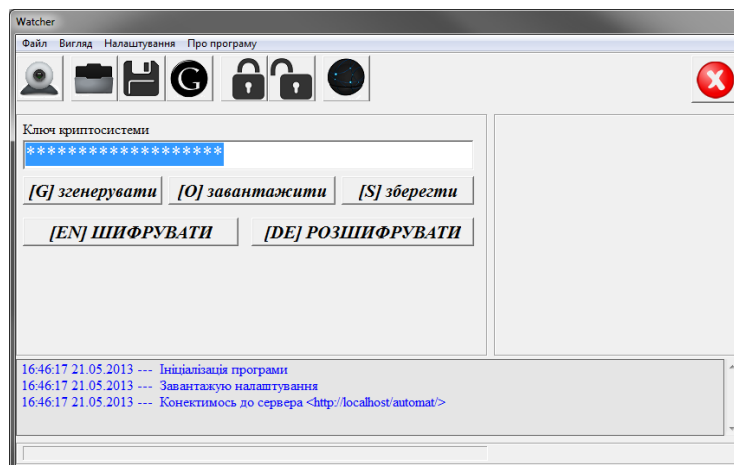 Watcher
Файл Вигляд Налаштування Про програму
G
Ключ криптосистеми
*******************
[G] згенерувати [O] завантажити [S] зберегти
[EN] ШИФРУВАТИ [DE] РОЗШИФРУВАТИ
16:46:17 21.05.2013 --- Ініціалізація програми
16:46:17 21.05.2013 --- Завантажую налаштування
16:46:17 21.05.2013 --- Конектимось до сервера <http://localhost/automat/>